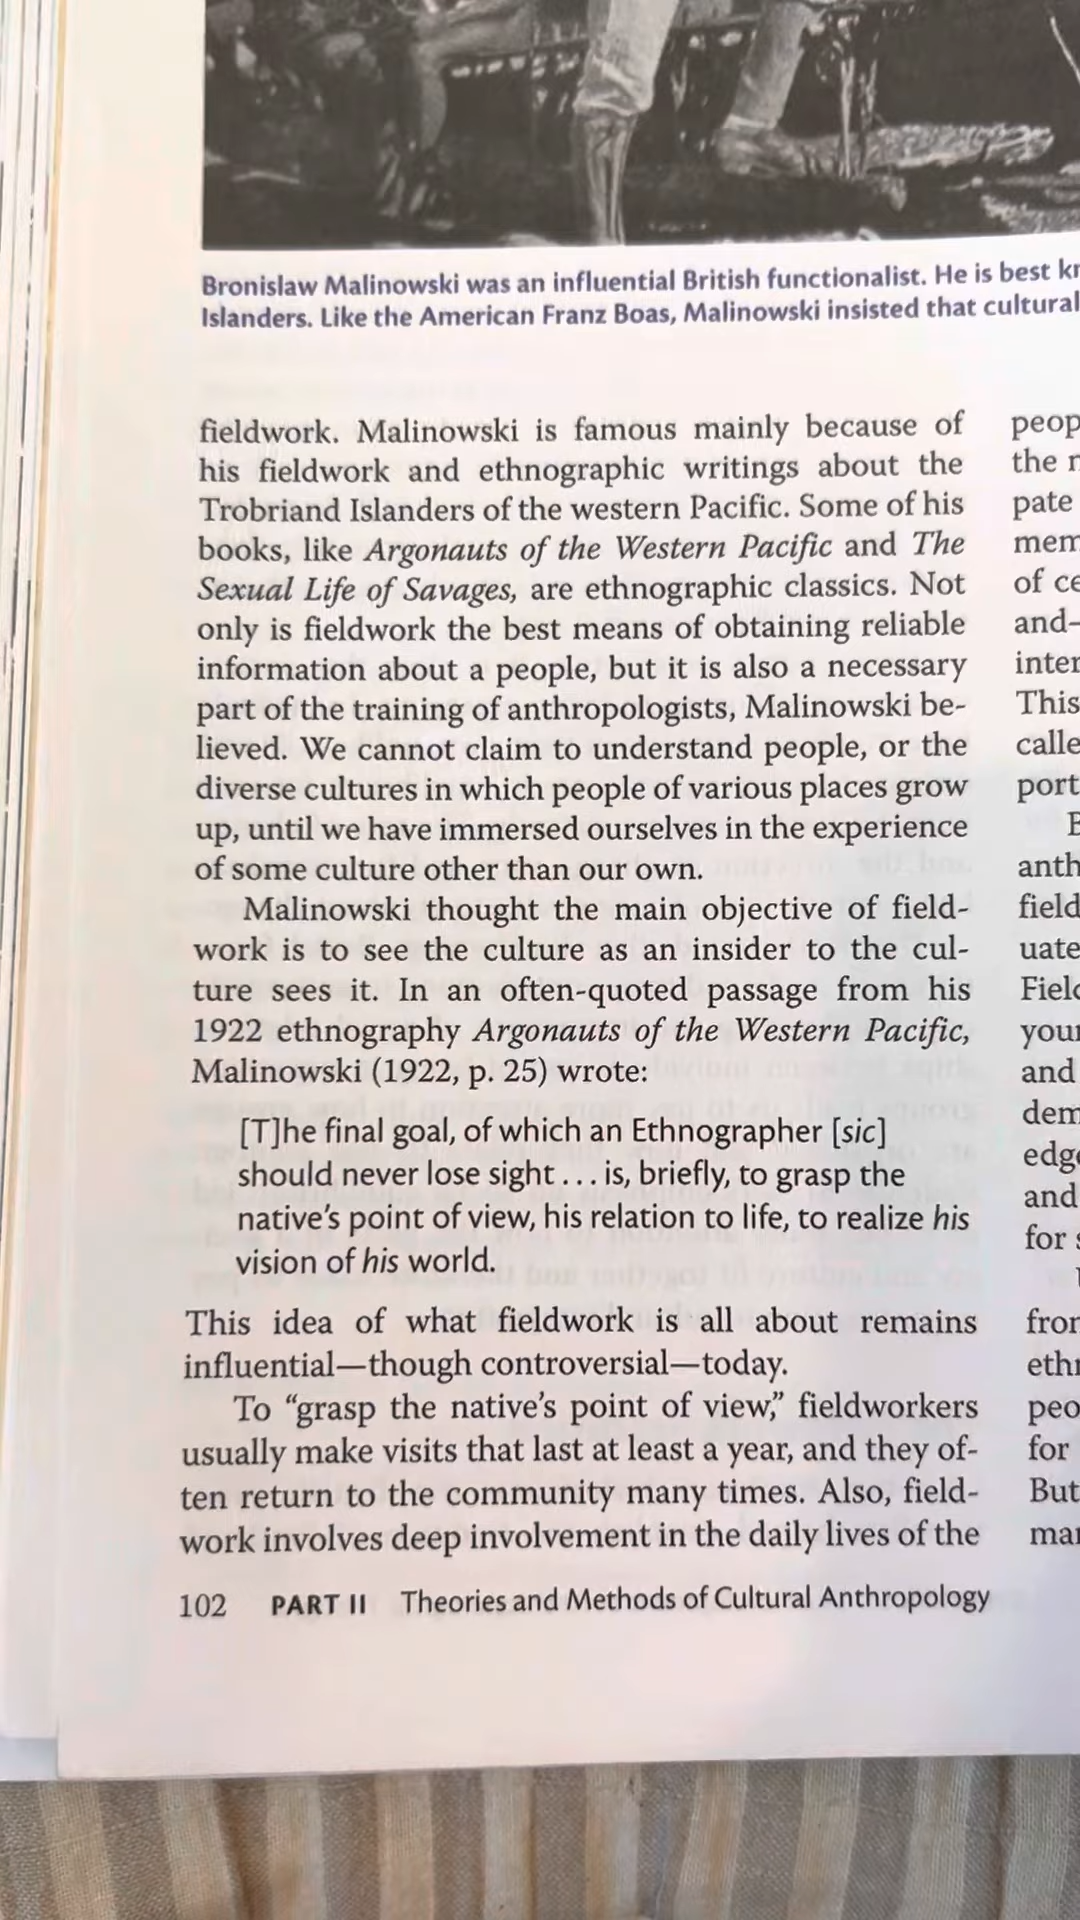 Bronislaw Malinowski was an influential British functionalist. He is best
Islanders. Like the American Franz Boas, Malinowski insisted that cultural
fieldwork. Malinowski is famous mainly because of
his fieldwork and ethnographic writings about the
Trobriand Islanders of the western Pacific. Some of his
books, like Argonauts of the Western Pacific and The
Sexual Life of Savages, are ethnographic classics. Not
only is fieldwork the best means of obtaining reliable
information about a people, but it is also a necessary
part of the training of anthropologists, Malinowski be-
lieved. We cannot claim to understand people, or the
diverse cultures in which people of various places grow
up, until we have immersed ourselves in the experience
of some culture other than our own.
Malinowski thought the main objective of field-
work is to see the culture as an insider to the cul-
ture sees it. In an often-quoted passage from his
1922 ethnography Argonauts of the Western Pacific,
Malinowski (1922, p. 25) wrote:
[T]he final goal, of which an Ethnographer [sic]
should never lose sight . . . is, briefly, to grasp the
native's point of view, his relation to life, to realize his
vision of his world.
This idea of what fieldwork is all about remains
influential—though controversial—today.
To “grasp the native's point of view,” fieldworkers
usually make visits that last at least a year, and they of-
ten return to the community many times. Also, field-
work involves deep involvement in the daily lives of the
peop
the
pate
mem
of ce
and-
inter
This
calle
port
anth
field
uate
Field
your
and
dem
edge
and
for
from
ethn
peo
for
But
man
102 PART II Theories and Methods of Cultural Anthropology